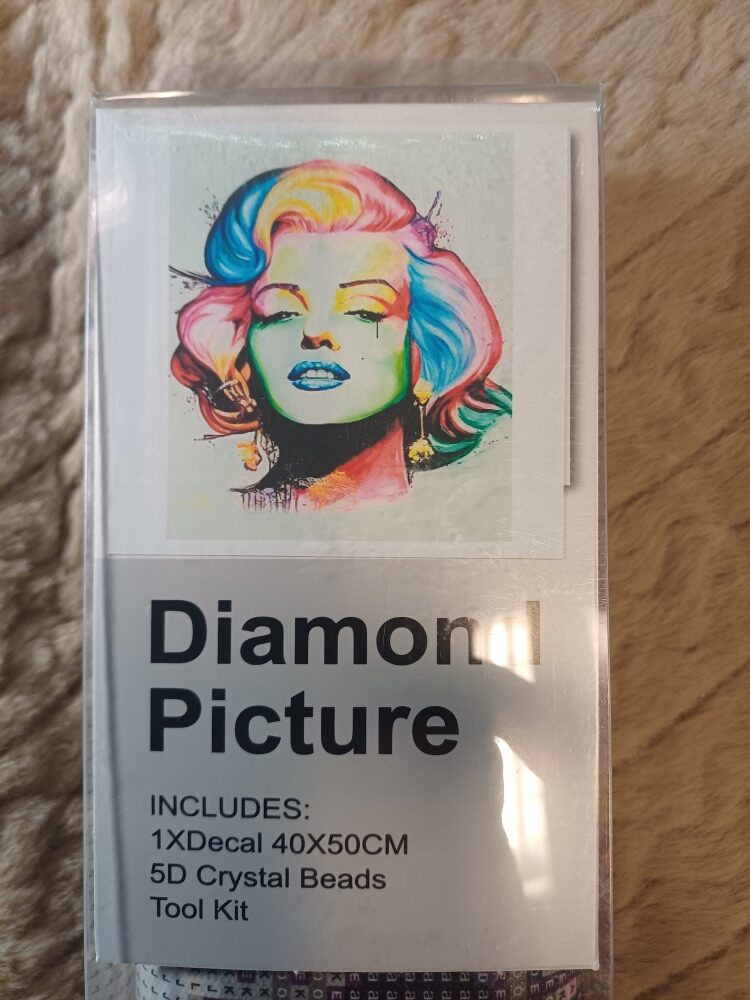 Diamond
Picture
INCLUDES:
1XDecal 40X50CM
5D Crystal Beads
Tool Kit